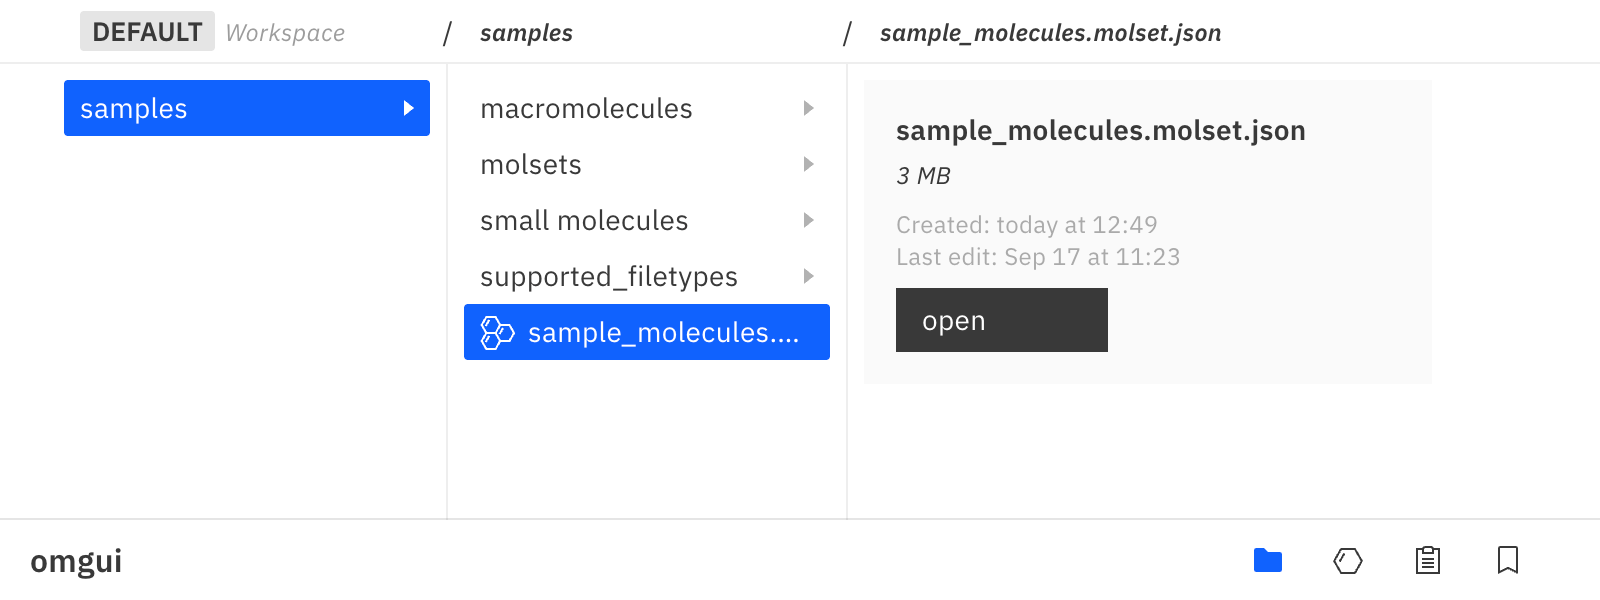 DEFAULT Workspace / samples / sample_molecules.molset.json
samples
macromolecules
molsets
small molecules
supported_filetypes
sample_molecules....
sample_molecules.molset.json
3 MB
Created: today at 12:49
Last edit: Sep 17 at 11:23
open
omgui